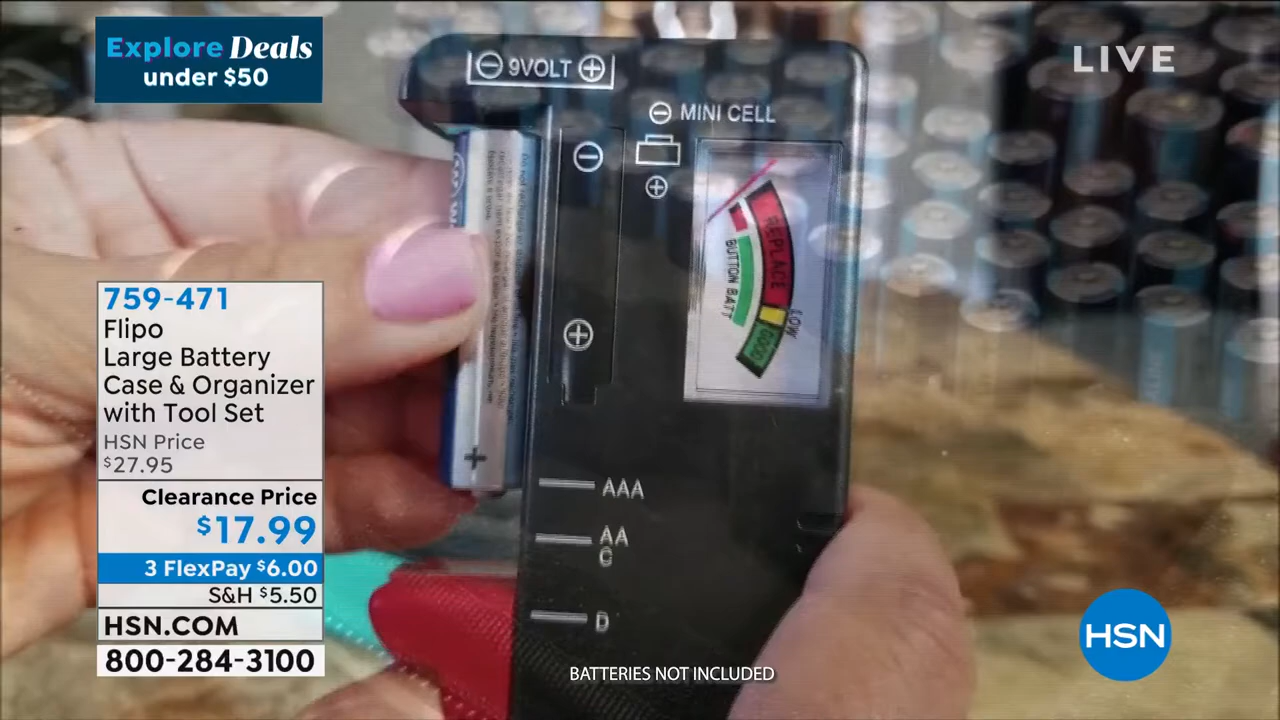 Explore Deals
under $50
LIVE
759-471
Flipo
Large Battery
Case & Organizer
with Tool Set
HSN Price
$27.95
Clearance Price
$17.99
3 FlexPay $6.00
S&H $5.50
HSN.COM
800-284-3100
9VOLT
MINI CELL
REPLACE
LOW
GOOD
BUTTON BATT
AAA
AA
C
D
BATTERIES NOT INCLUDED
HSN